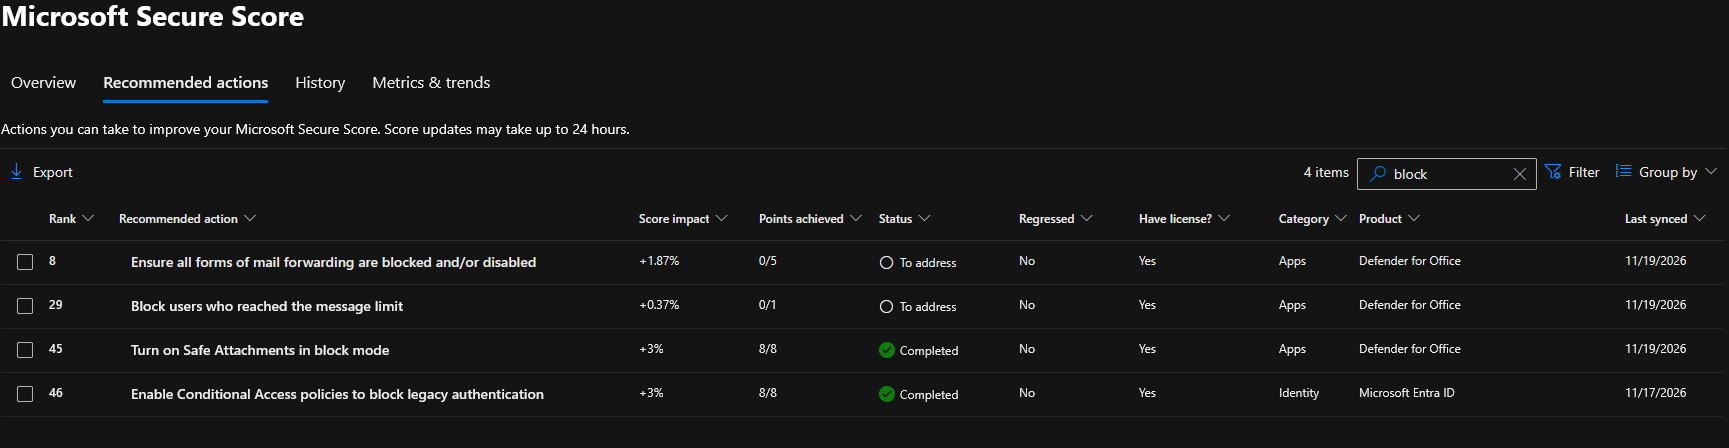 Microsoft Secure Score
Overview Recommended actions History Metrics & trends
Actions you can take to improve your Microsoft Secure Score. Score updates may take up to 24 hours.
Export 4 items block Filter Group by
Rank Recommended action Score impact Points achieved Status Regressed Have license? Category Product Last synced
8 Ensure all forms of mail forwarding are blocked and/or disabled +1.87% 0/5 To address No Yes Apps Defender for Office 11/19/2026
29 Block users who reached the message limit +0.37% 0/1 To address No Yes Apps Defender for Office 11/19/2026
45 Turn on Safe Attachments in block mode +3% 8/8 Completed No Yes Apps Defender for Office 11/19/2026
46 Enable Conditional Access policies to block legacy authentication +3% 8/8 Completed No Yes Identity Microsoft Entra ID 11/17/2026